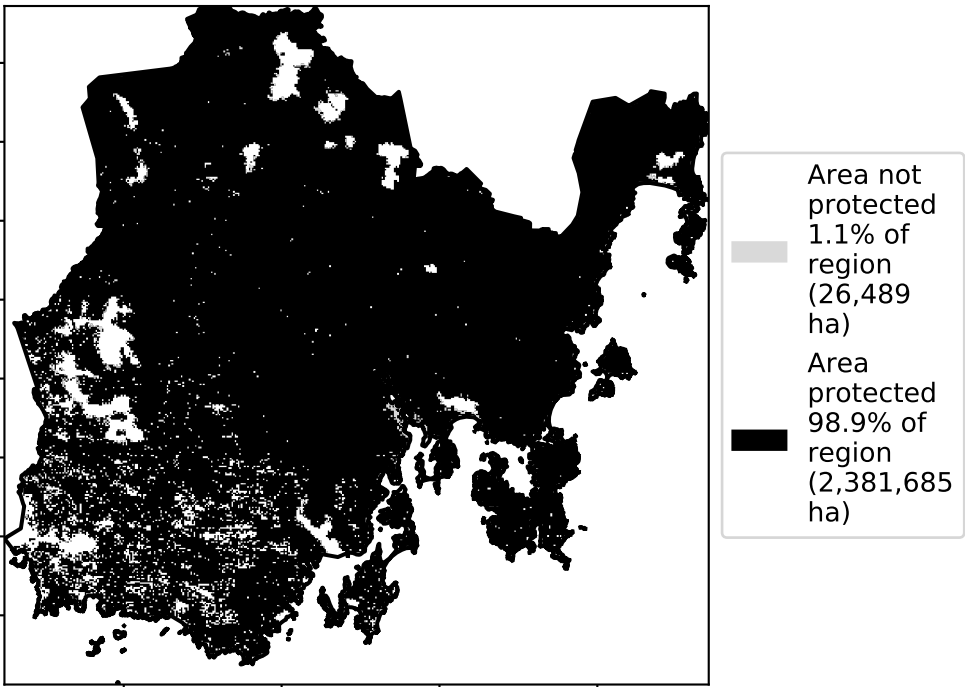 Area not
protected
1.1% of
region
(26,489
ha)
Area
protected
98.9% of
region
(2,381,685
ha)